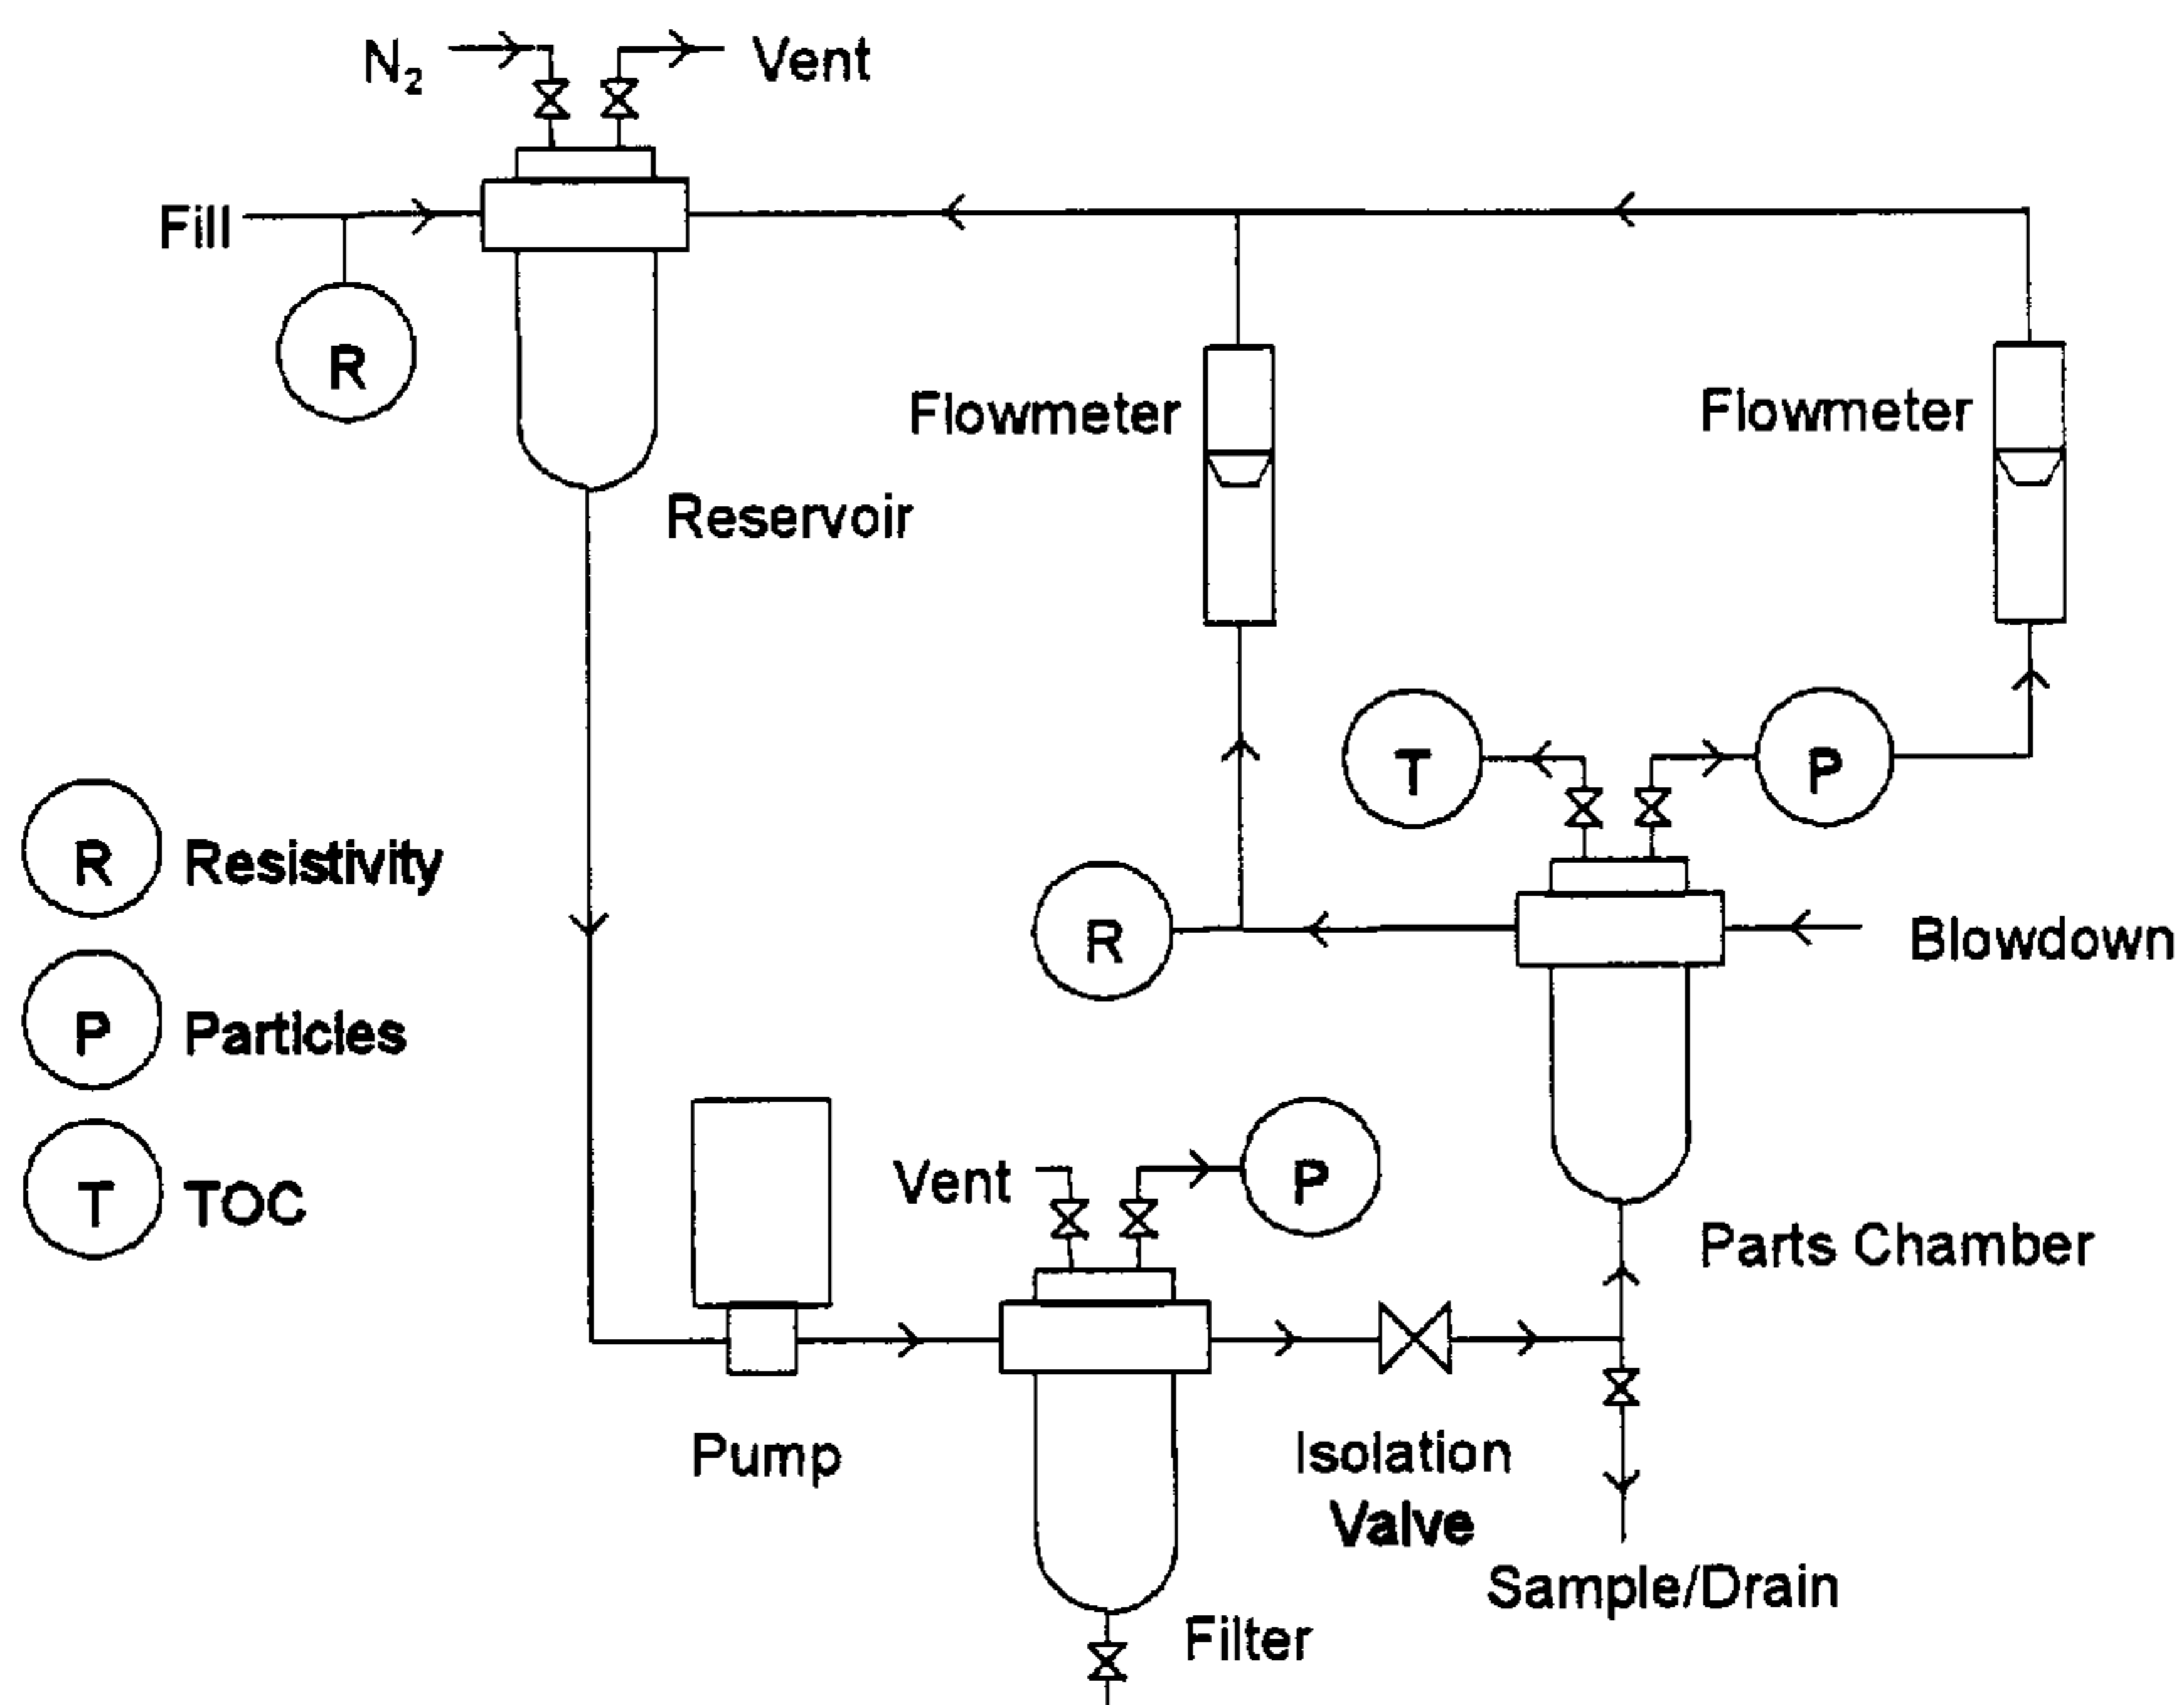 N₂
Vent
Fill
R
Flowmeter
Flowmeter
Reservoir
T
P
R
Resistivity
R
Blowdown
P
Particles
Vent
P
T
TOC
Parts Chamber
Pump
Isolation
Valve
Sample/Drain
Filter